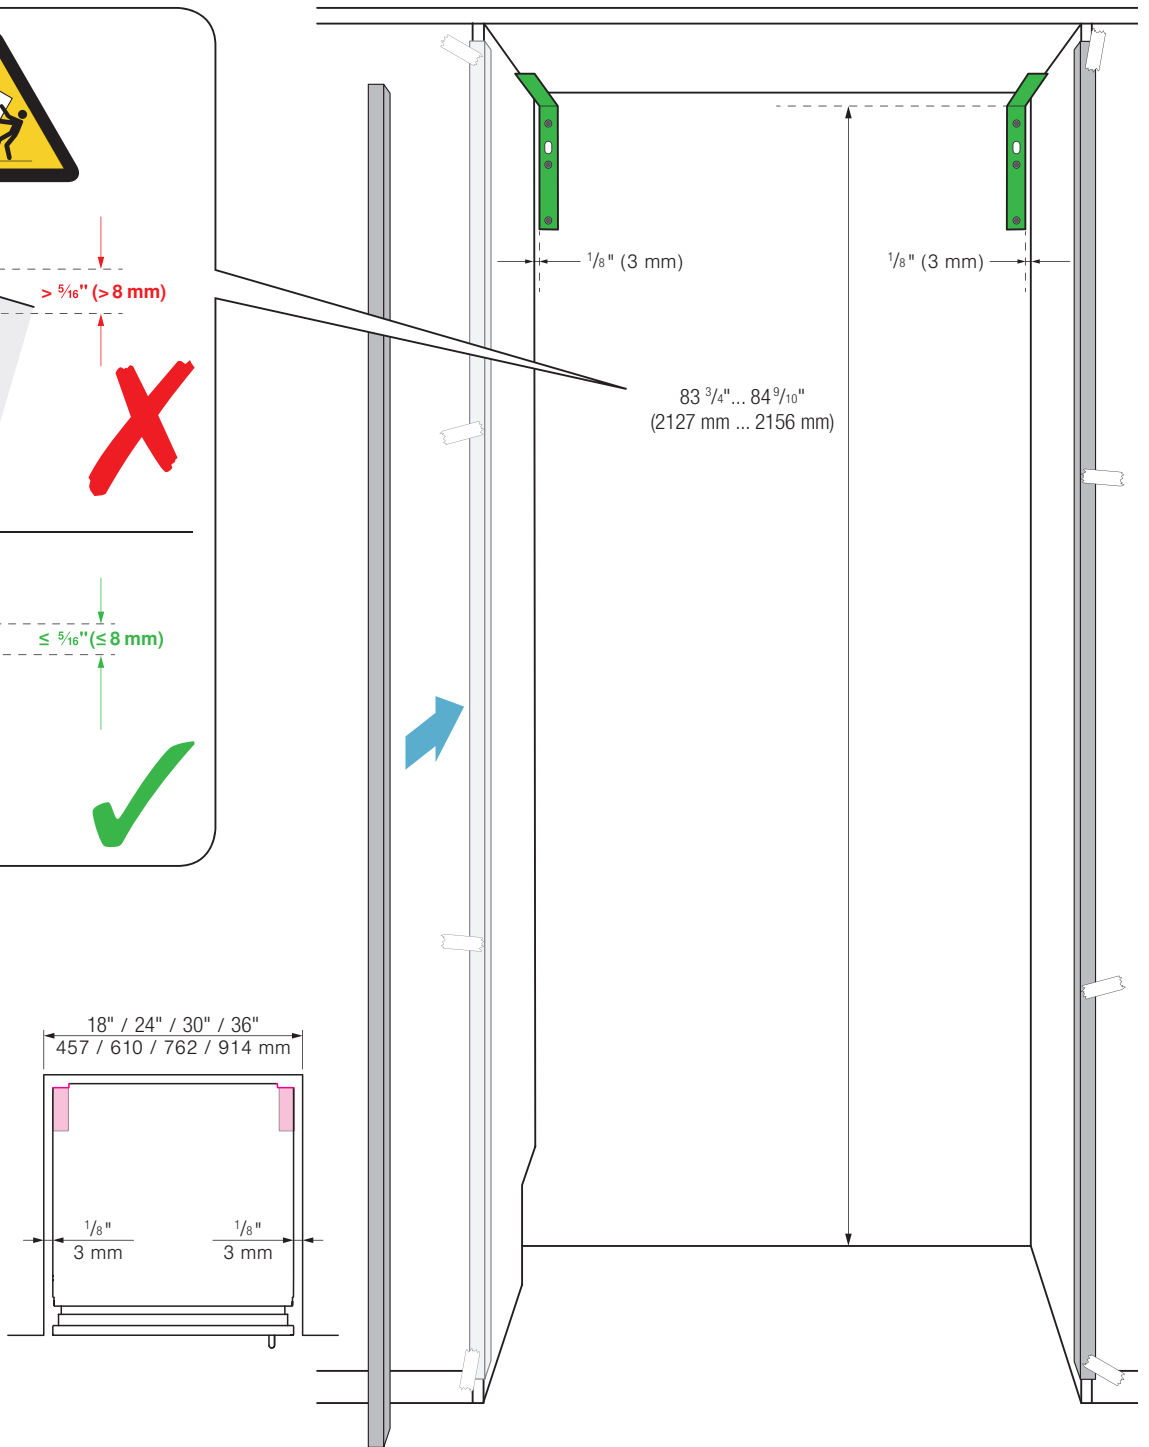 > 5/16" (> 8 mm)
1/8" (3 mm)
1/8" (3 mm)
83 3/4"... 84 9/10"
(2127 mm ... 2156 mm)
≤ 5/16" (≤ 8 mm)
18" / 24" / 30" / 36"
457 / 610 / 762 / 914 mm
1/8"
3 mm
1/8"
3 mm